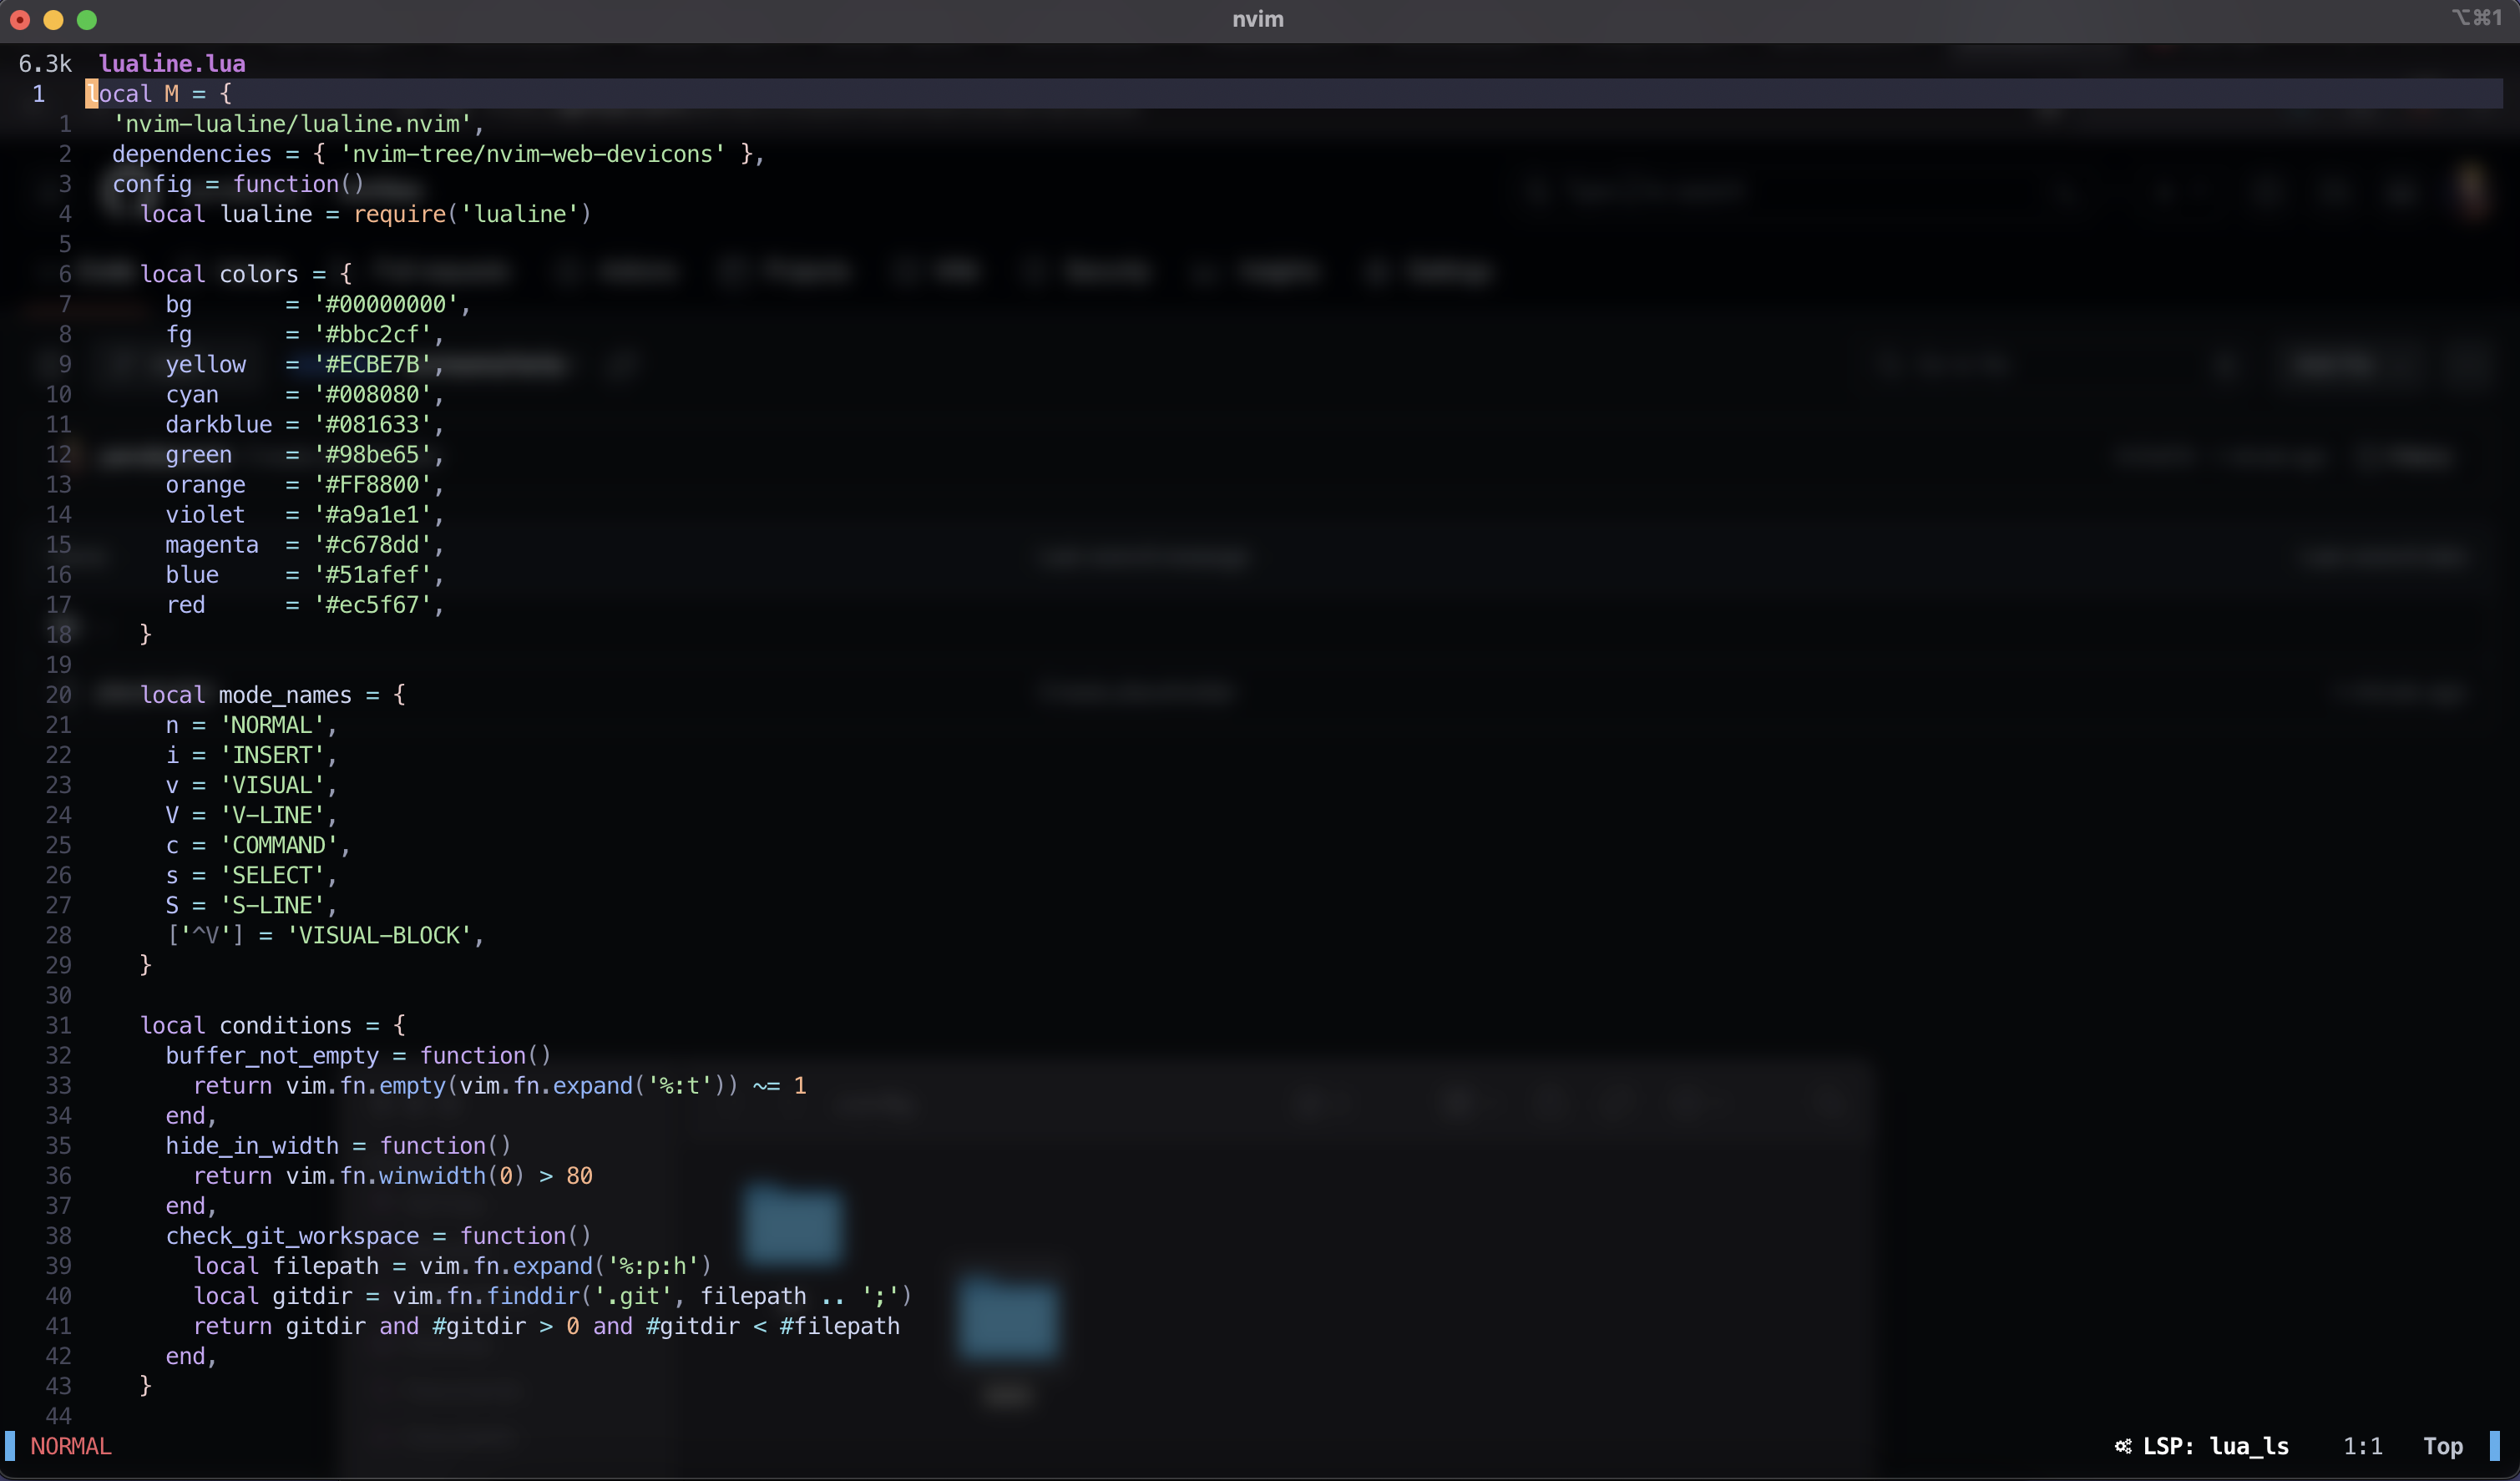 nvim
⌥⌘1
6.3k lualine.lua
1 local M = {
1 'nvim-lualine/lualine.nvim',
2 dependencies = { 'nvim-tree/nvim-web-devicons' },
3 config = function()
4 local lualine = require('lualine')
5
6 local colors = {
7 bg = '#00000000',
8 fg = '#bbc2cf',
9 yellow = '#ECBE7B',
10 cyan = '#008080',
11 darkblue = '#081633',
12 green = '#98be65',
13 orange = '#FF8800',
14 violet = '#a9a1e1',
15 magenta = '#c678dd',
16 blue = '#51afef',
17 red = '#ec5f67',
18 }
19
20 local mode_names = {
21 n = 'NORMAL',
22 i = 'INSERT',
23 v = 'VISUAL',
24 V = 'V-LINE',
25 c = 'COMMAND',
26 s = 'SELECT',
27 S = 'S-LINE',
28 ['^V'] = 'VISUAL-BLOCK',
29 }
30
31 local conditions = {
32 buffer_not_empty = function()
33 return vim.fn.empty(vim.fn.expand('%:t')) ~= 1
34 end,
35 hide_in_width = function()
36 return vim.fn.winwidth(0) > 80
37 end,
38 check_git_workspace = function()
39 local filepath = vim.fn.expand('%:p:h')
40 local gitdir = vim.fn.finddir('.git', filepath .. ';')
41 return gitdir and #gitdir > 0 and #gitdir < #filepath
42 end,
43 }
44
NORMAL
LSP: lua_ls 1:1 Top